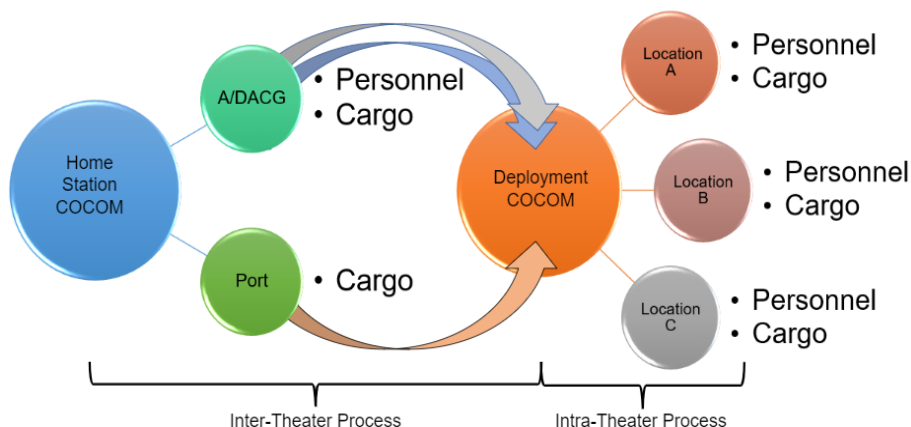 Home
Station
COCOM
A/DACG
• Personnel
• Cargo
Port
• Cargo
Deployment
COCOM
Location
A
• Personnel
• Cargo
Location
B
• Personnel
• Cargo
Location
C
• Personnel
• Cargo
Inter-Theater Process
Intra-Theater Process